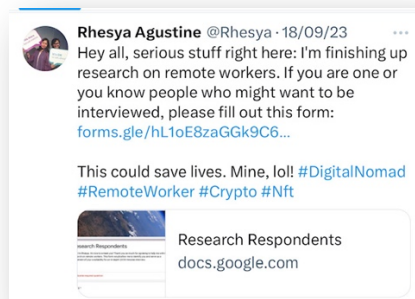 Rhesya Agustine @Rhesya · 18/09/23
Hey all, serious stuff right here: I'm finishing up
research on remote workers. If you are one or
you know people who might want to be
interviewed, please fill out this form:
forms.gle/hL1oE8zaGGk9C6...
This could save lives. Mine, lol! #DigitalNomad
#RemoteWorker #Crypto #Nft
esearch Respondents
Research Respondents
docs.google.com